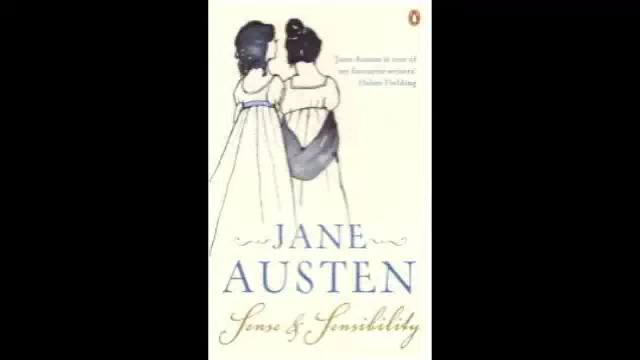 'Jane Austen is one of
my favourite writers'
Helen Fielding
JANE
AUSTEN
Sense & Sensibility